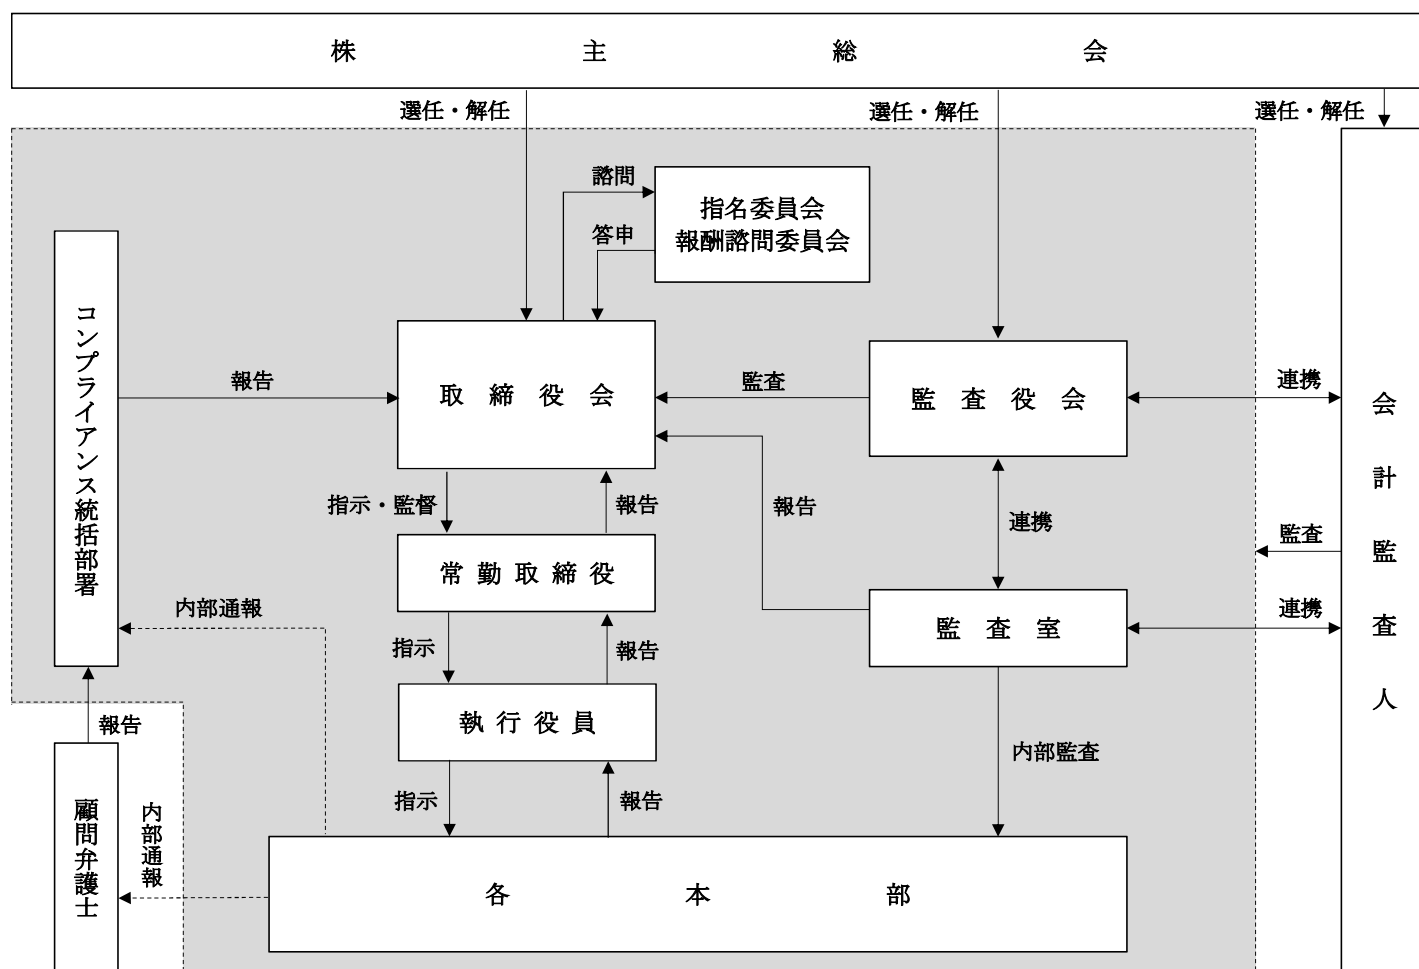 株主総会
選任・解任
選任・解任
選任・解任
諮問
指名委員会
報酬諮問委員会
答申
コンプライアンス統括部署
報告
取締役会
監査
監査役会
連携
会計監査人
指示・監督
報告
報告
連携
監査
常勤取締役
内部通報
監査室
連携
指示
報告
執行役員
報告
内部監査
指示
報告
顧問弁護士
内部通報
各本部